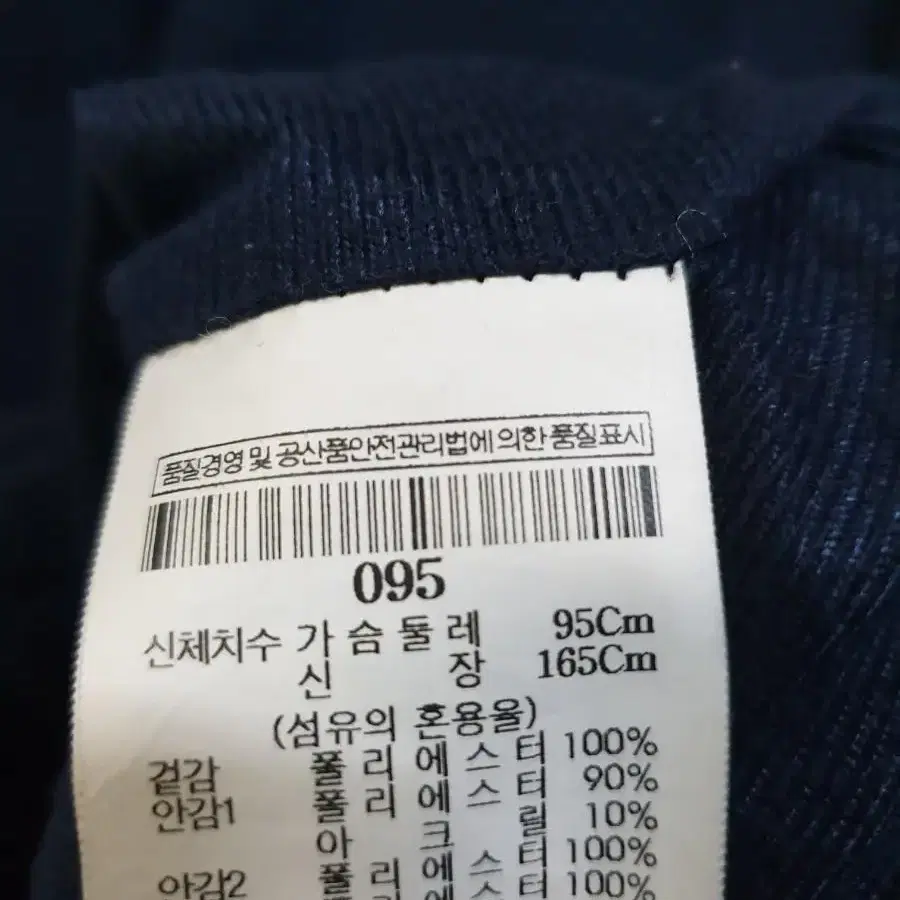 품질경영 및 공산품안전관리법에 의한 품질표시
095
신체치수 가 슴 둘 레 95Cm
신 장 165Cm
(섬유의 혼용율)
겉감 폴 리 에 스 터 100%
안감1 폴 리 에 스 터 90%
아 크 릴 10%
안감2 폴 리 에 스 터 100%
폴 리 에 스 터 100%